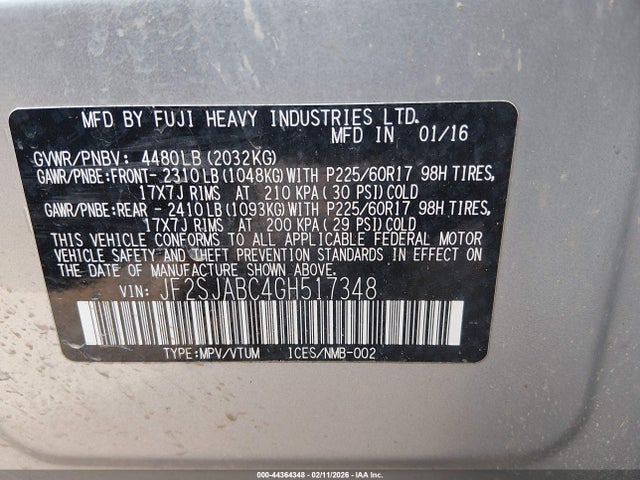 MFD BY FUJI HEAVY INDUSTRIES LTD.
MFD IN 01/16
GVWR/PNBV: 4480LB(2032KG)
GAWR/PNBE:FRONT-2310LB(1048KG)WITH P225/60R17 98H TIRES,
17X7J RIMS AT 210 KPA(30 PSI)COLD
GAWR/PNBE:REAR -2410LB(1093KG)WITH P225/60R17 98H TIRES,
17X7J RIMS AT 200 KPA(29 PSI)COLD
THIS VEHICLE CONFORMS TO ALL APPLICABLE FEDERAL MOTOR
VEHICLE SAFETY AND THEFT PREVENTION STANDARDS IN EFFECT
ON THE DATE OF MANUFACTURE SHOWN ABOVE.
VIN: JF2SJABC4GH517348
TYPE:MPV/VTUM ICES/NMB-002
000-44364348 - 02/11/2026 - IAA Inc.